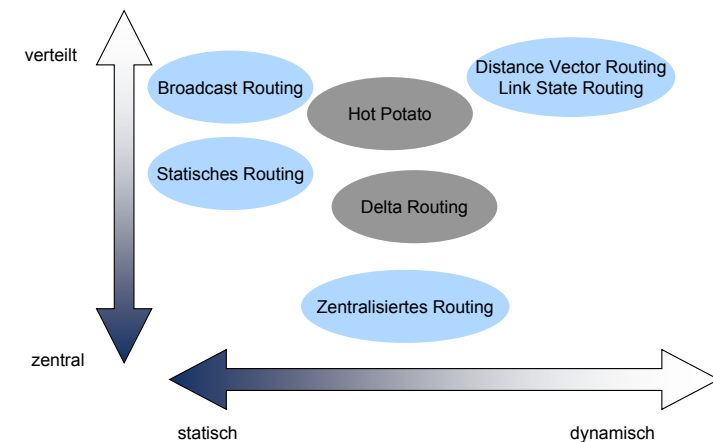 verteilt
Broadcast Routing
Distance Vector Routing
Link State Routing
Hot Potato
Statisches Routing
Delta Routing
Zentralisiertes Routing
zentral
statisch
dynamisch